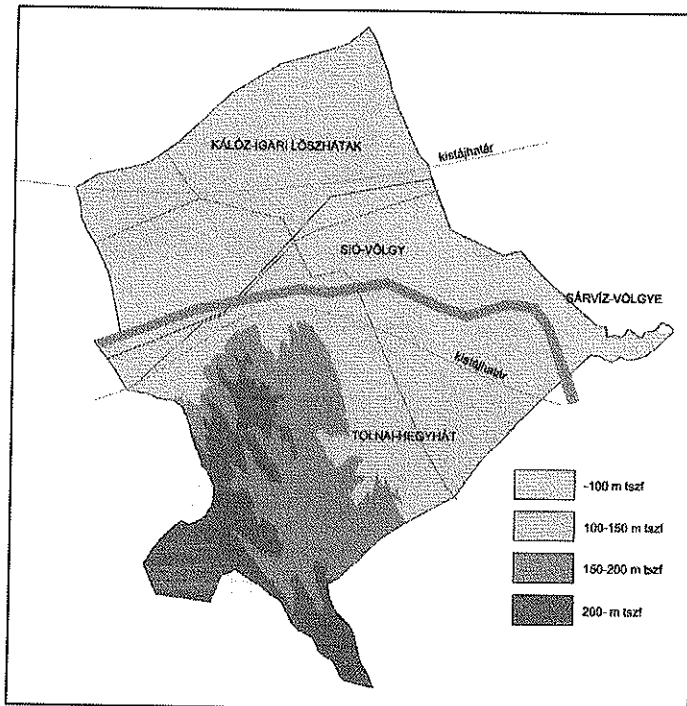 KÁLÓZ-IGARI LÖSZHÁTAK
kistájhatár
SIÓ-VÖLGY
SÁRVÍZ-VÖLGYE
kistájhatár
TOLNAI-HEGYHÁT
-100 m tszf
100-150 m tszf
150-200 m tszf
200- m tszf